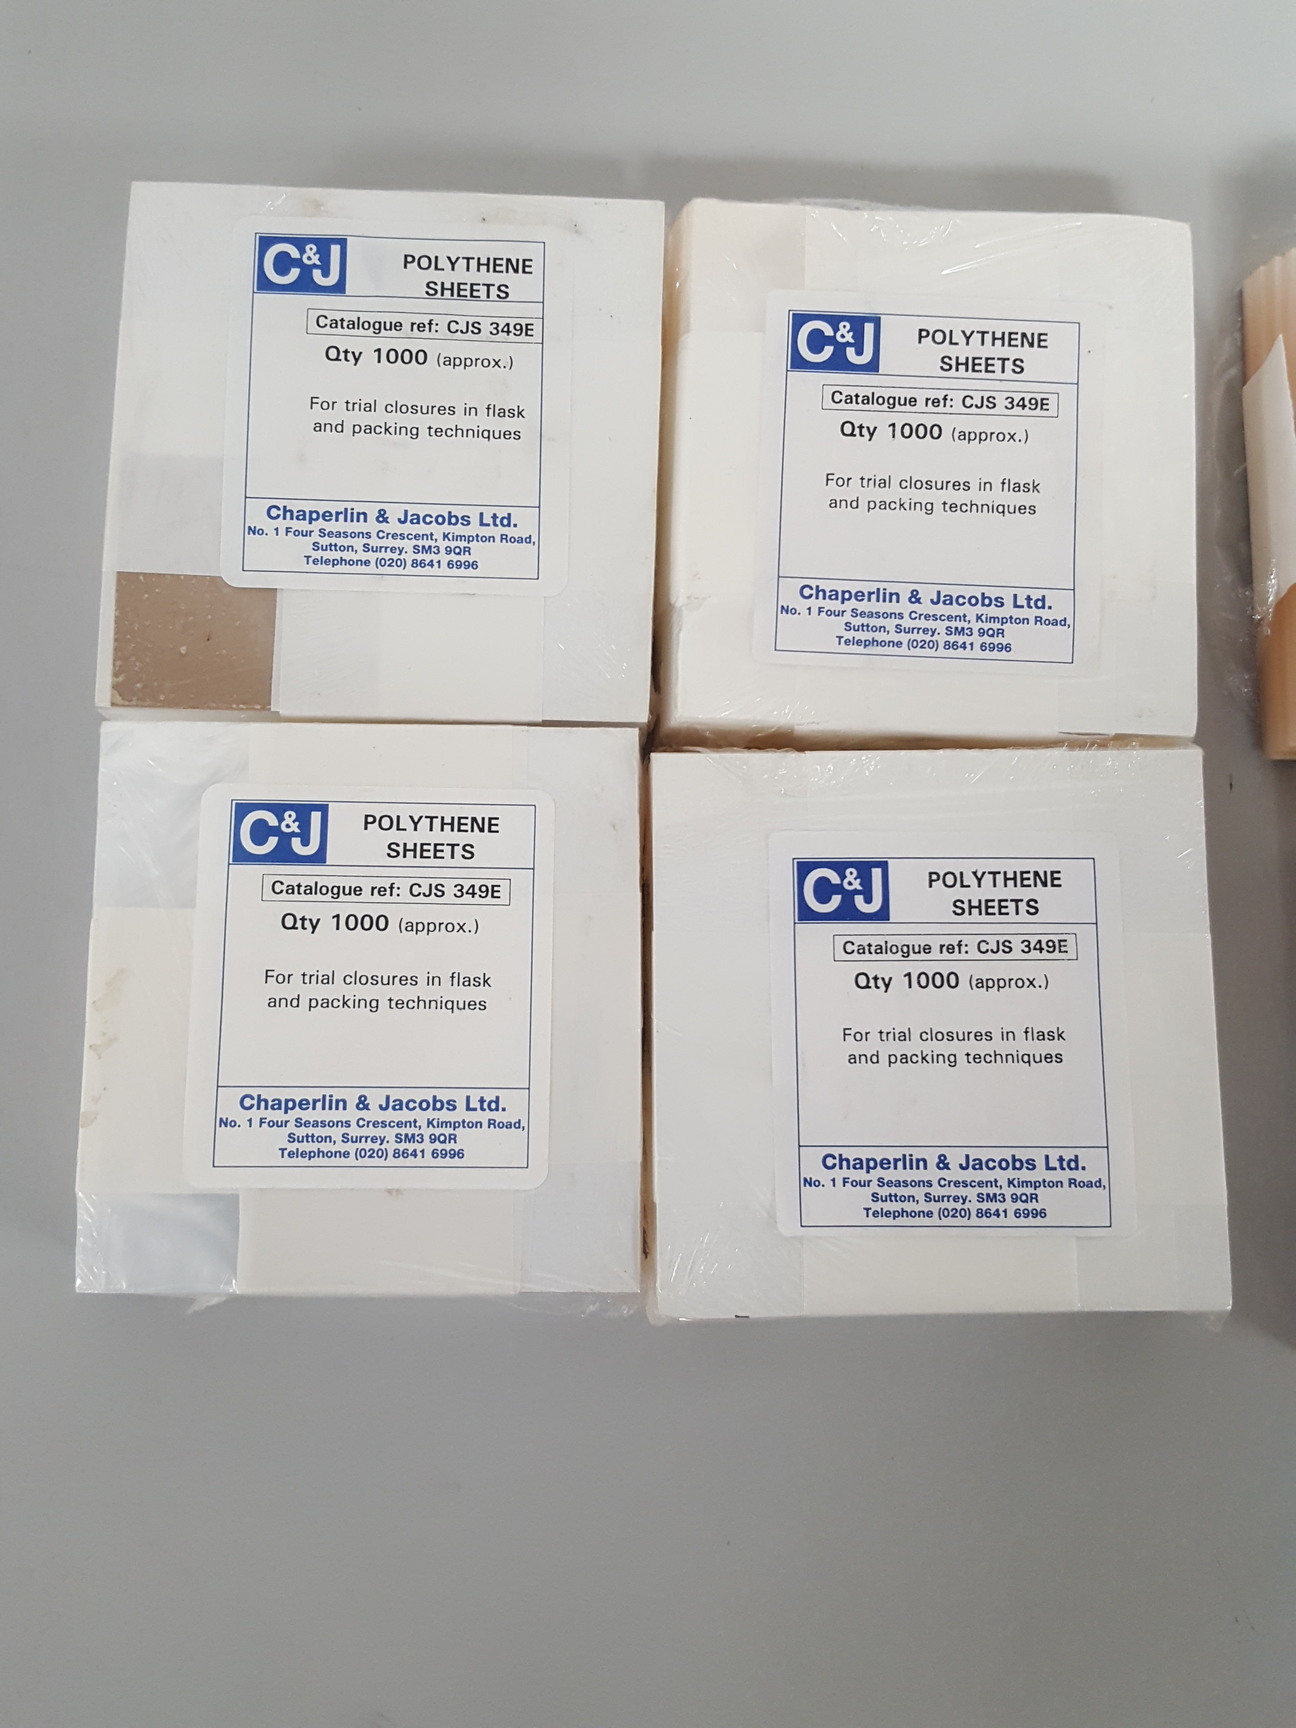 C&J
POLYTHENE
SHEETS
Catalogue ref: CJS 349E
Qty 1000 (approx.)
For trial closures in flask
and packing techniques
Chaperlin & Jacobs Ltd.
No. 1 Four Seasons Crescent, Kimpton Road,
Sutton, Surrey. SM3 9QR
Telephone (020) 8641 6996
C&J
POLYTHENE
SHEETS
Catalogue ref: CJS 349E
Qty 1000 (approx.)
For trial closures in flask
and packing techniques
Chaperlin & Jacobs Ltd.
No. 1 Four Seasons Crescent, Kimpton Road,
Sutton, Surrey. SM3 9QR
Telephone (020) 8641 6996
C&J
POLYTHENE
SHEETS
Catalogue ref: CJS 349E
Qty 1000 (approx.)
For trial closures in flask
and packing techniques
Chaperlin & Jacobs Ltd.
No. 1 Four Seasons Crescent, Kimpton Road,
Sutton, Surrey. SM3 9QR
Telephone (020) 8641 6996
C&J
POLYTHENE
SHEETS
Catalogue ref: CJS 349E
Qty 1000 (approx.)
For trial closures in flask
and packing techniques
Chaperlin & Jacobs Ltd.
No. 1 Four Seasons Crescent, Kimpton Road,
Sutton, Surrey. SM3 9QR
Telephone (020) 8641 6996